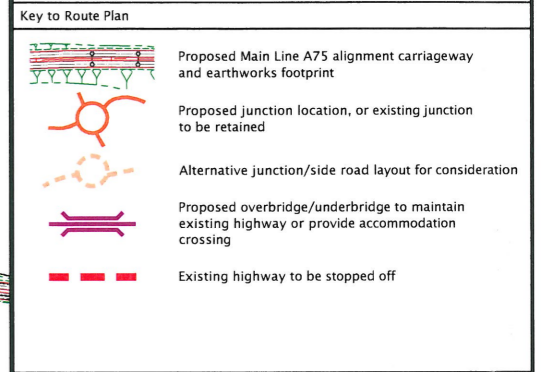 Key to Route Plan
Proposed Main Line A75 alignment carriageway
and earthworks footprint
Proposed junction location, or existing junction
to be retained
Alternative junction/side road layout for consideration
Proposed overbridge/underbridge to maintain
existing highway or provide accommodation
crossing
Existing highway to be stopped off